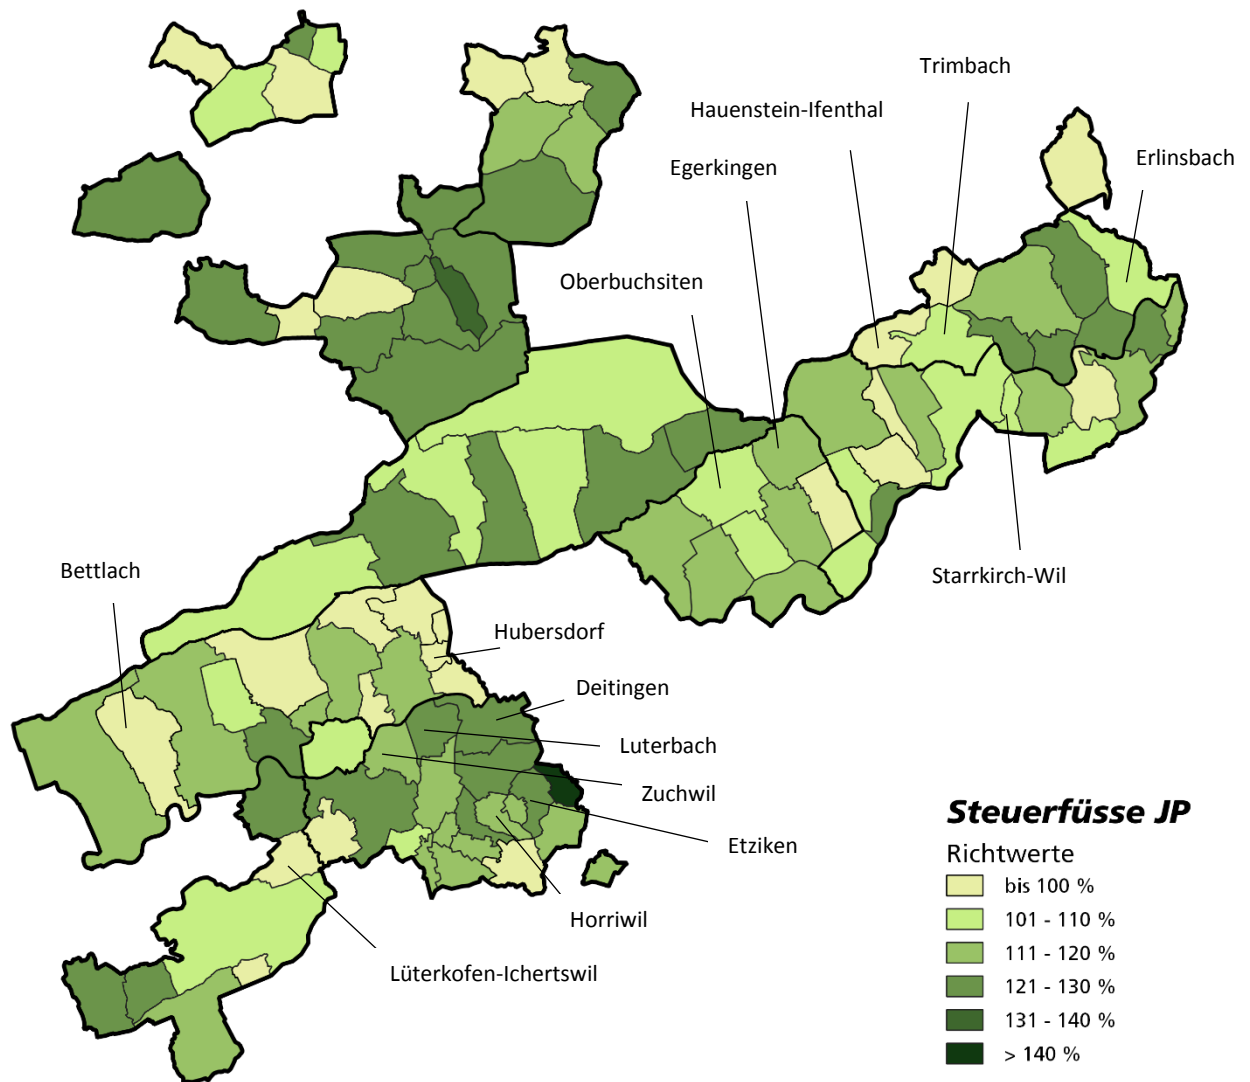 Trimbach
Hauenstein-Ifenthal
Erlinsbach
Egerkingen
Oberbuchsiten
Bettlach
Starrkirch-Wil
Hubersdorf
Deitingen
Luterbach
Zuchwil
Etziken
Horriwil
Lüterkofen-Ichertswil
Steuerfüsse JP
Richtwerte
bis 100 %
101 - 110 %
111 - 120 %
121 - 130 %
131 - 140 %
> 140 %